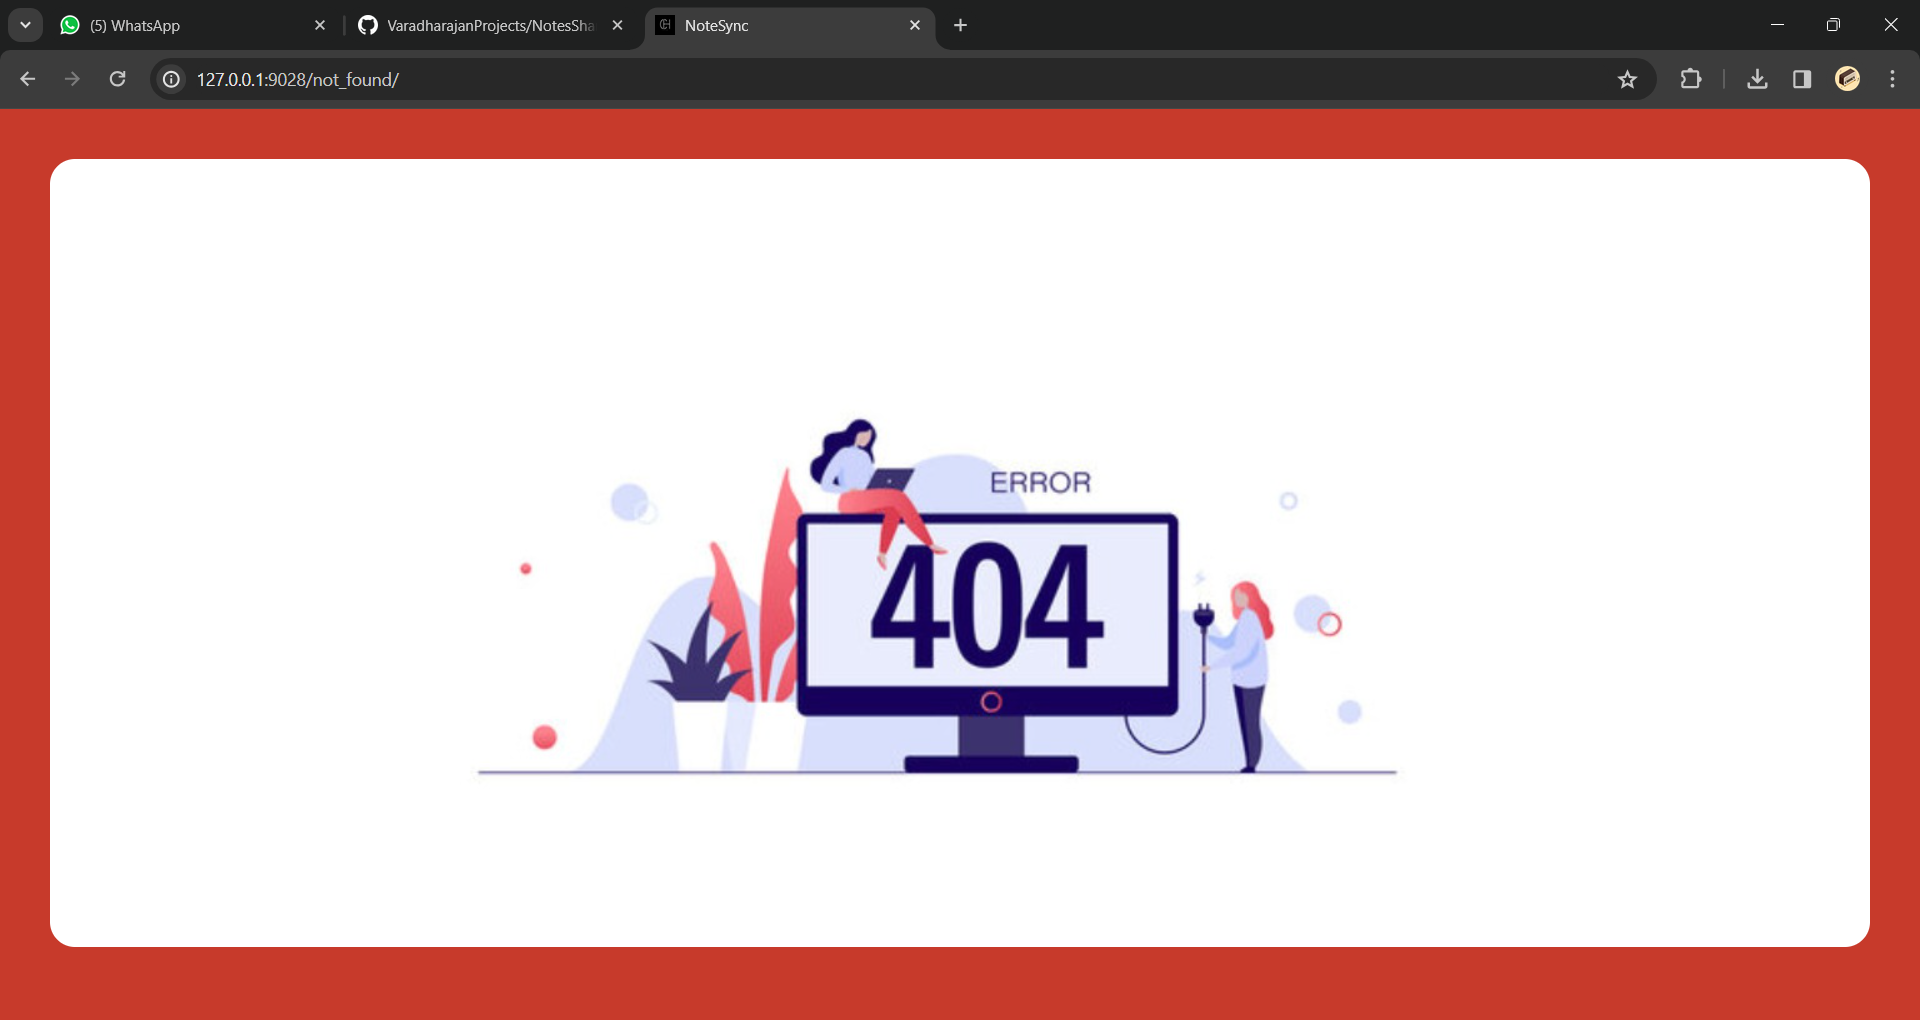 (5) WhatsApp
VaradharajanProjects/NotesSha
NoteSync
127.0.0.1:9028/not_found/
ERROR
404